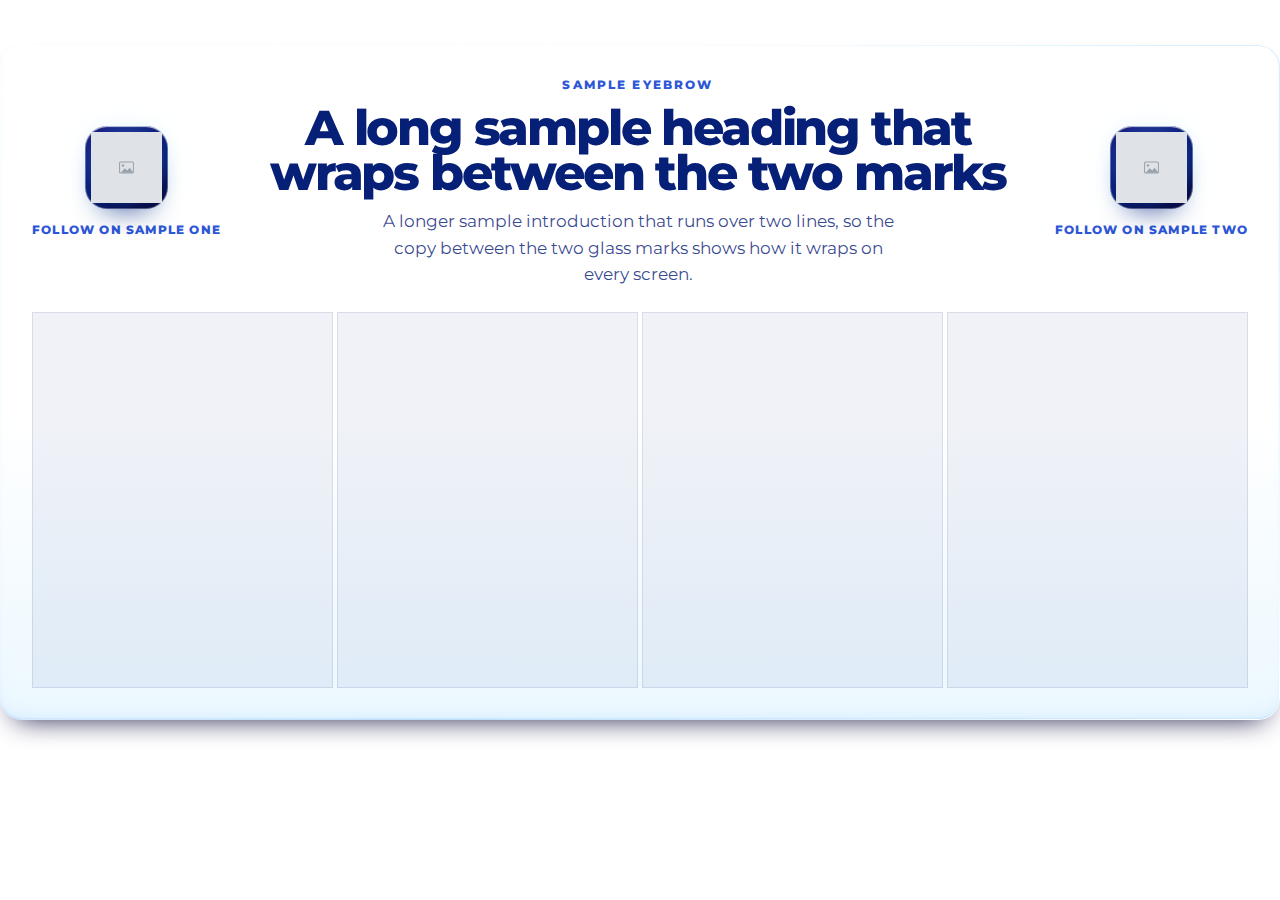 SAMPLE EYEBROW
A long sample heading that
wraps between the two marks
A longer sample introduction that runs over two lines, so the
copy between the two glass marks shows how it wraps on
every screen.
FOLLOW ON SAMPLE ONE
FOLLOW ON SAMPLE TWO